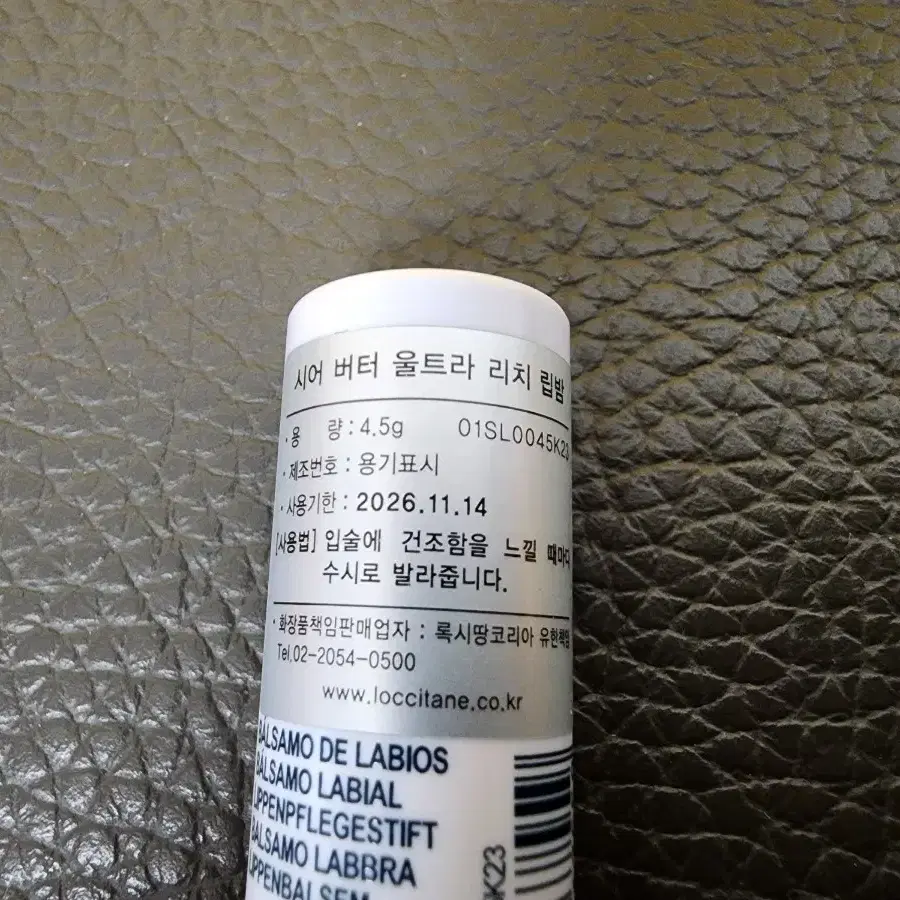 시어 버터 울트라 리치 립밤
·용 량 : 4.5g 01SL0045K23
·제조번호 : 용기표시
·사용기한 : 2026.11.14
[사용법] 입술에 건조함을 느낄 때마다
수시로 발라줍니다.
·화장품책임판매업자 : 록시땅코리아 유한책임
Tel.02-2054-0500
www.loccitane.co.kr
BÁLSAMO DE LABIOS
BALSAMO LABIAL
LIPPENPFLEGESTIFT
BALSAMO LABBRA
LIPPENBALSEM
K23